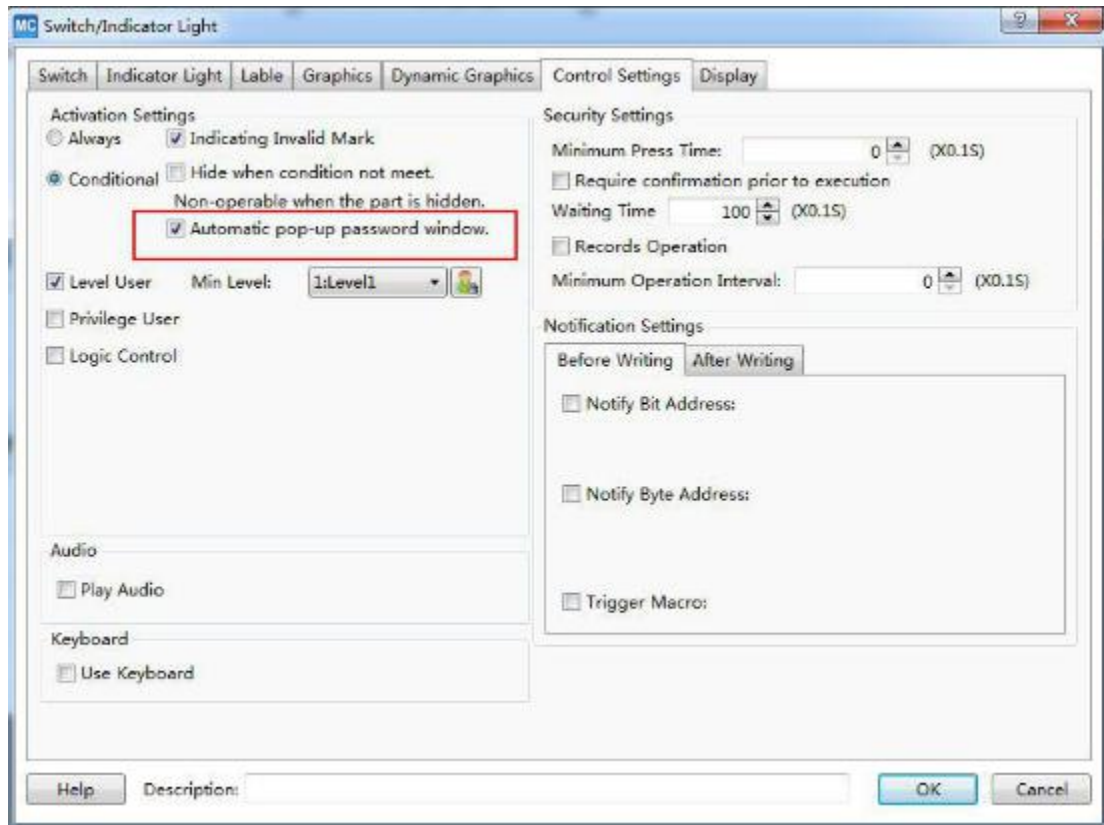 MC Switch/Indicator Light
Switch Indicator Light Lable Graphics Dynamic Graphics Control Settings Display
Activation Settings
Always
Indicating Invalid Mark
Conditional
Hide when condition not meet.
Non-operable when the part is hidden.
Automatic pop-up password window.
Level User Min Level: 1:Level1
Privilege User
Logic Control
Audio
Play Audio
Keyboard
Use Keyboard
Security Settings
Minimum Press Time: 0 (X0.1S)
Require confirmation prior to execution
Waiting Time 100 (X0.1S)
Records Operation
Minimum Operation Interval: 0 (X0.1S)
Notification Settings
Before Writing After Writing
Notify Bit Address:
Notify Byte Address:
Trigger Macro:
Help Description: OK Cancel